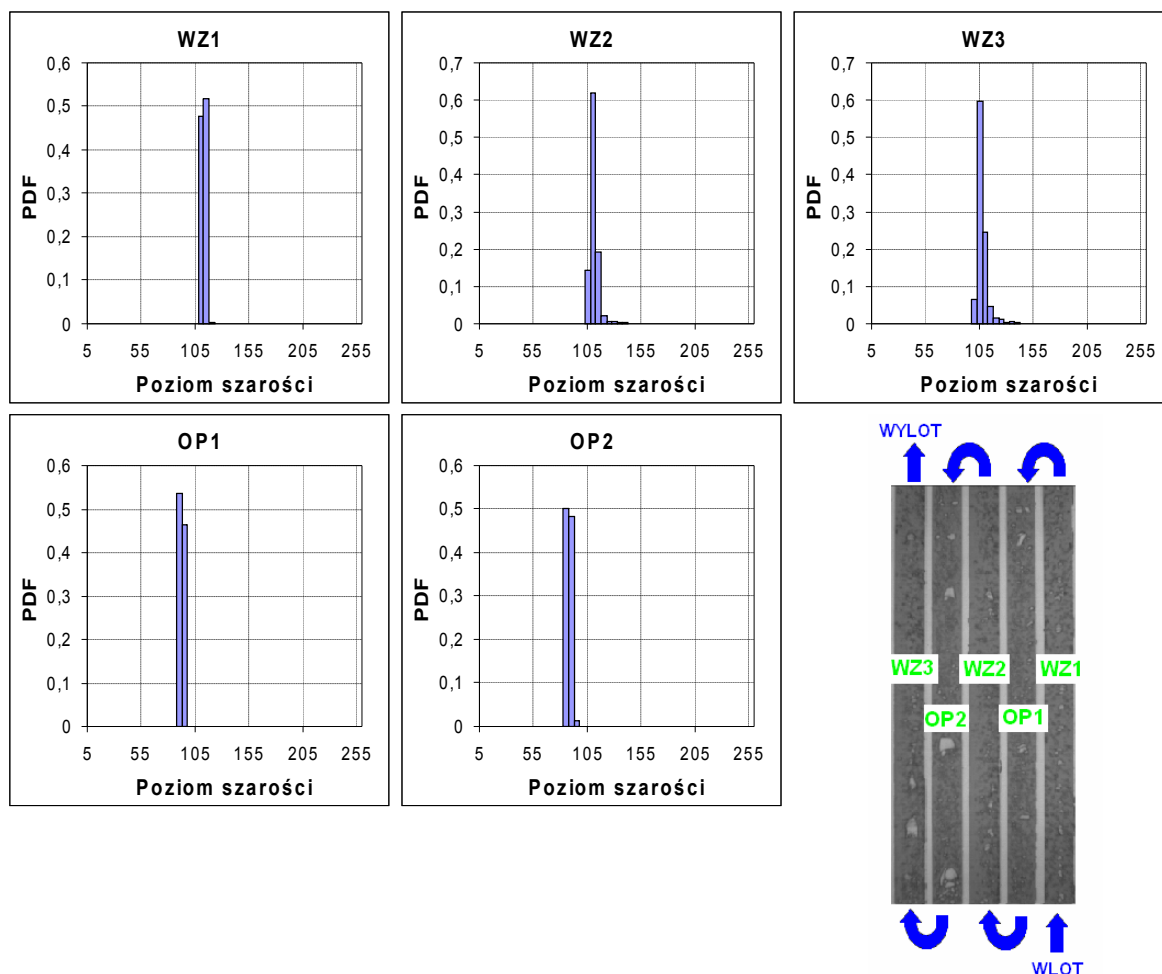 WZ1
0,6
0,5
0,4
0,3
0,2
0,1
0
PDF
5 55 105 155 205 255
Poziom szarości
WZ2
0,7
0,6
0,5
0,4
0,3
0,2
0,1
0
PDF
5 55 105 155 205 255
Poziom szarości
WZ3
0,7
0,6
0,5
0,4
0,3
0,2
0,1
0
PDF
5 55 105 155 205 255
Poziom szarości
OP1
0,6
0,5
0,4
0,3
0,2
0,1
0
PDF
5 55 105 155 205 255
Poziom szarości
OP2
0,6
0,5
0,4
0,3
0,2
0,1
0
PDF
5 55 105 155 205 255
Poziom szarości
WYLOT
WZ3 WZ2 WZ1
OP2 OP1
WLOT